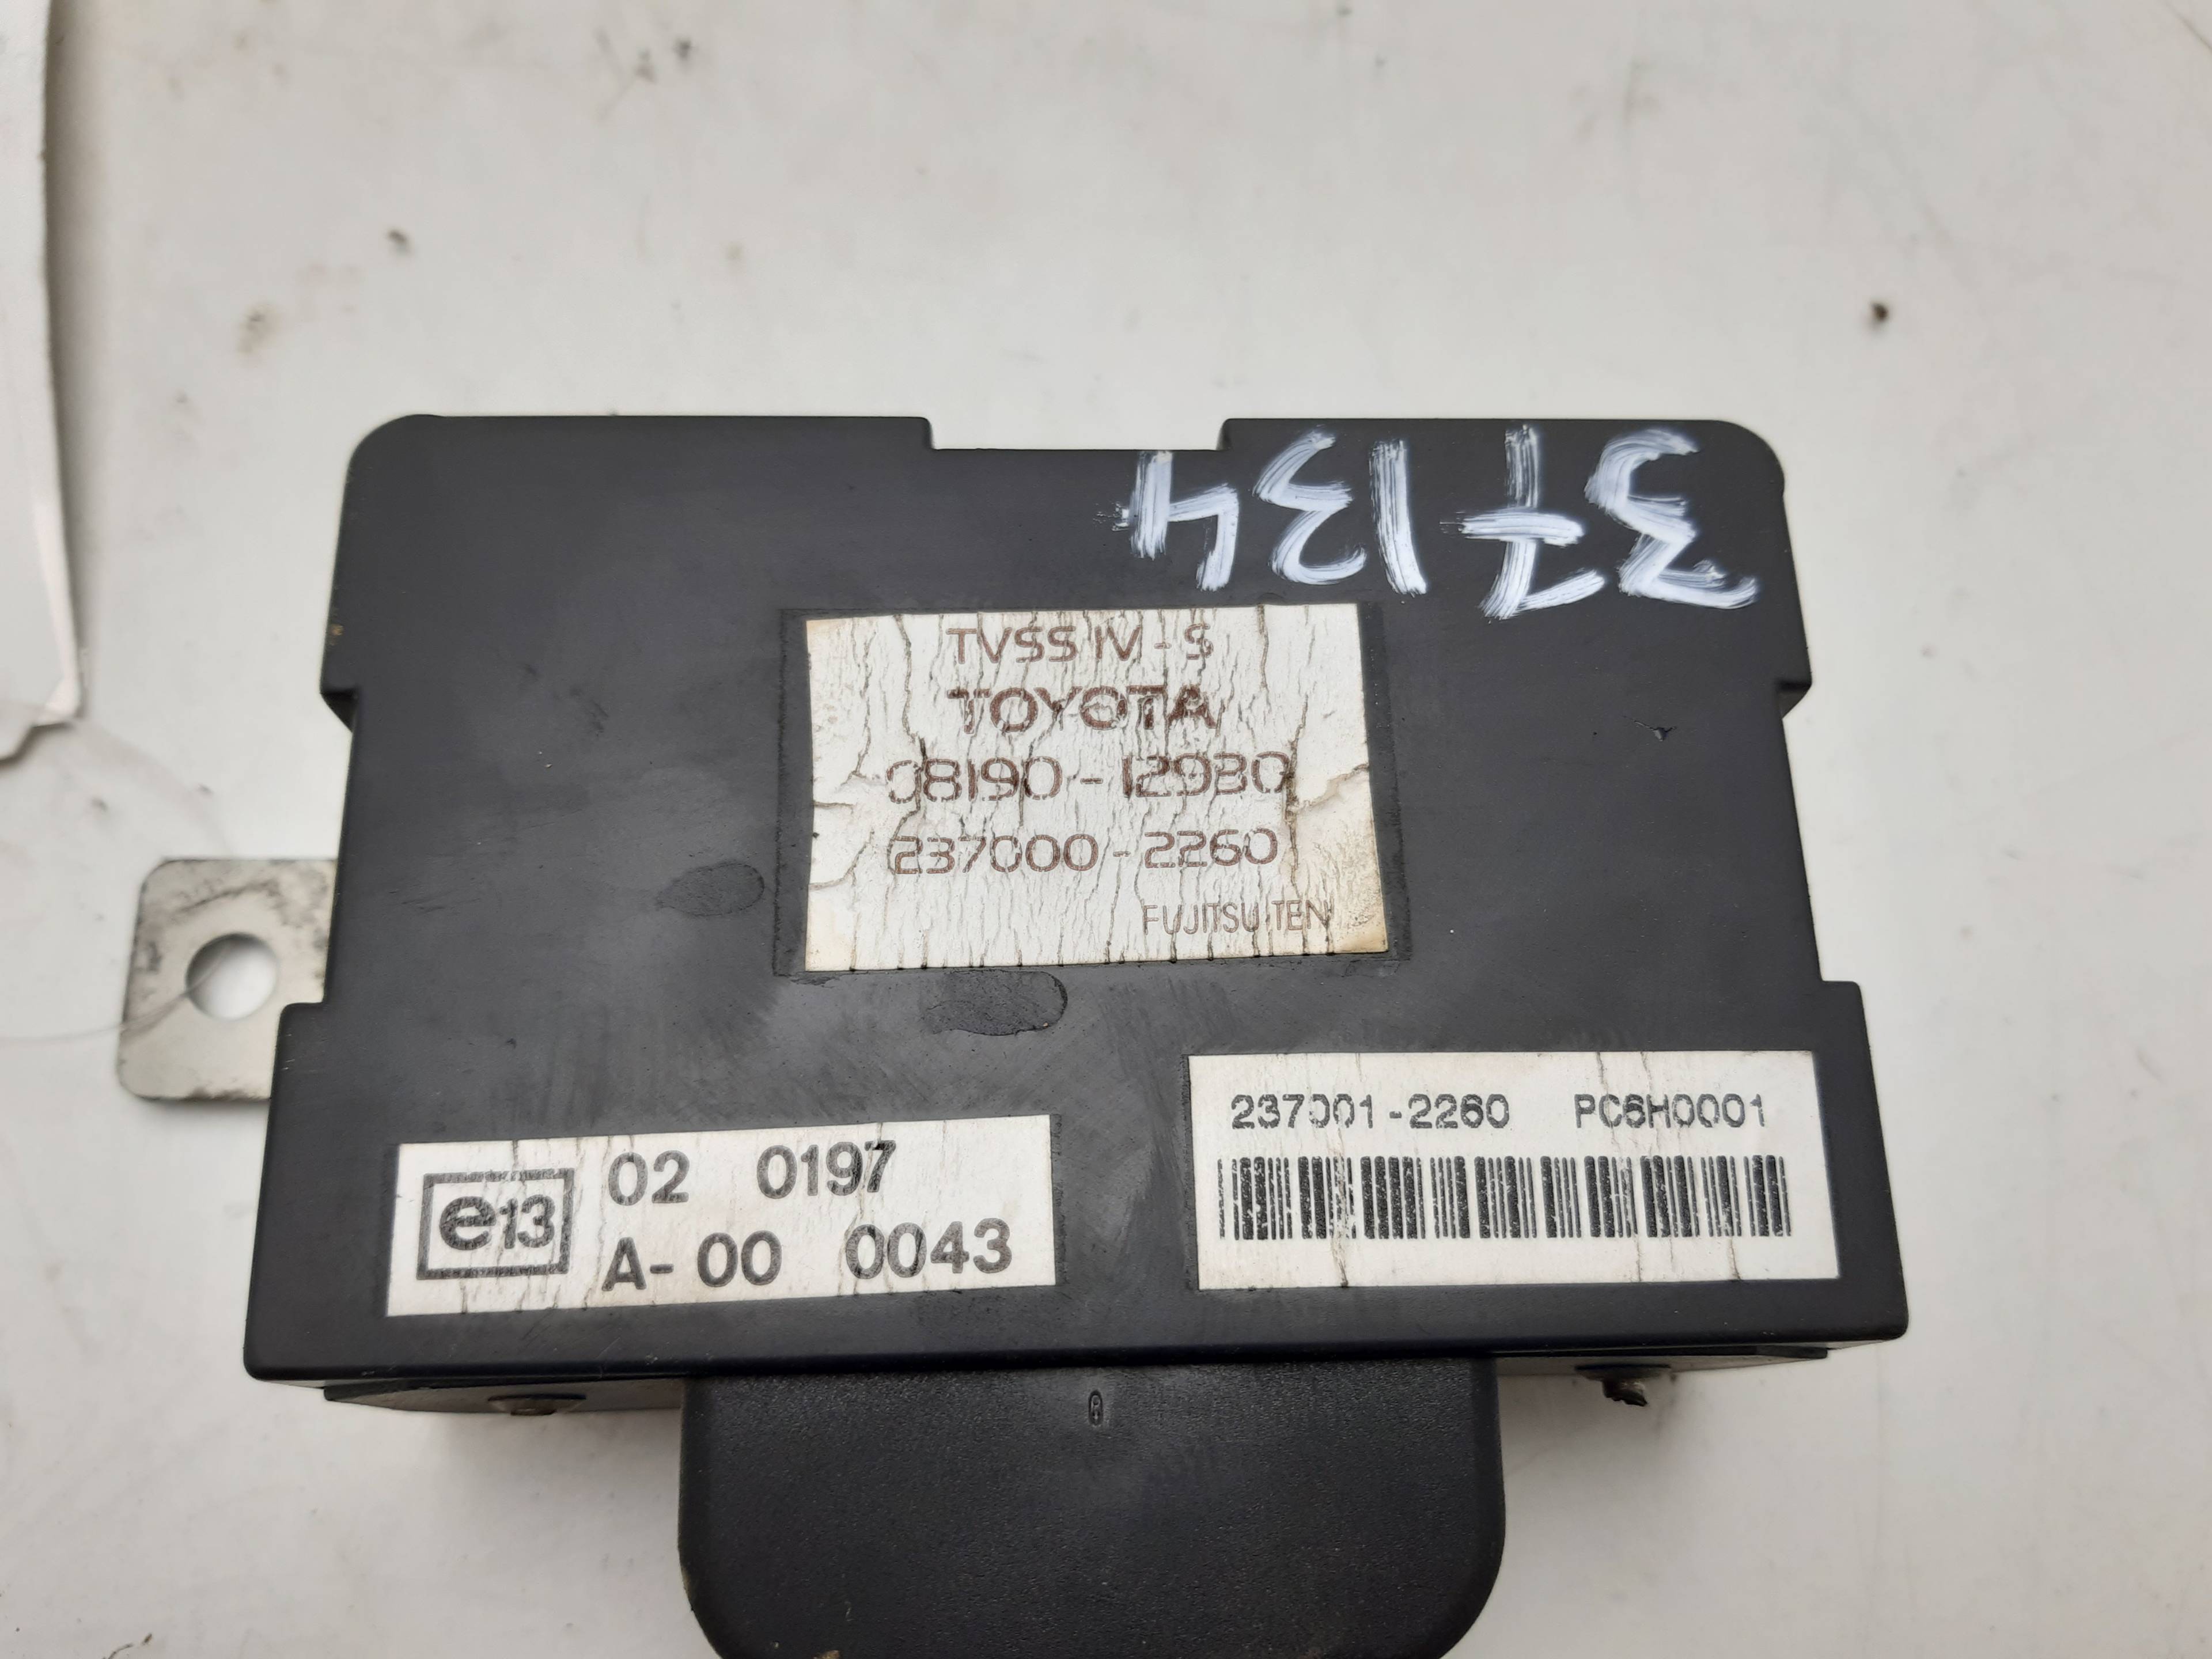 37134
TVSS IV - S
TOYOTA
08190 - 12930
237000 - 2260
FUJITSU TEN
237001-2260 PC6H0001
e13 02 0197
A- 00 0043